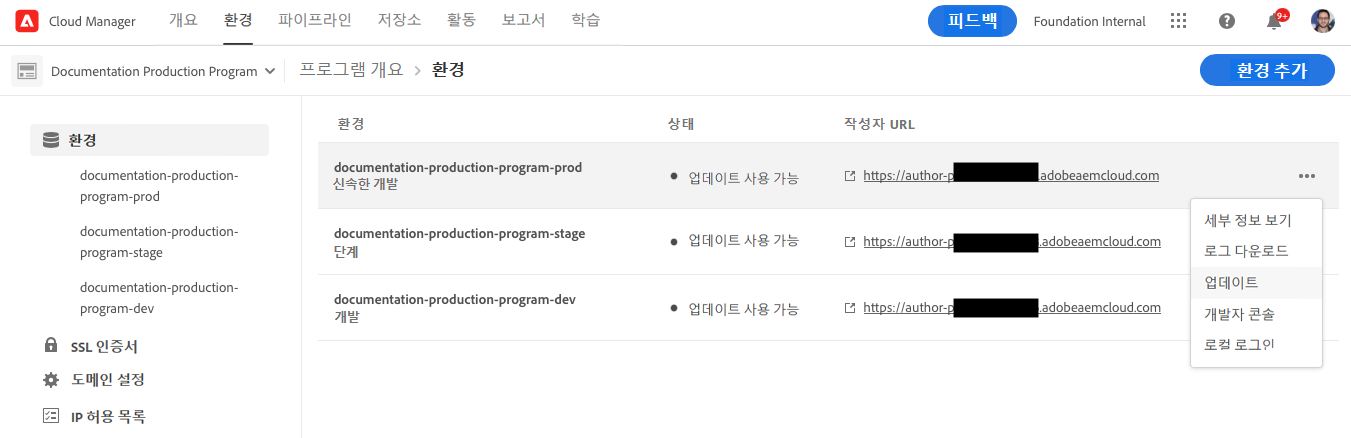 Cloud Manager 개요 환경 파이프라인 저장소 활동 보고서 학습 피드백 Foundation Internal 9+
Documentation Production Program 프로그램 개요 > 환경 환경 추가
환경
documentation-production-
program-prod
documentation-production-
program-stage
documentation-production-
program-dev
SSL 인증서
도메인 설정
IP 허용 목록
환경 상태 작성자 URL
documentation-production-program-prod
신속한 개발
업데이트 사용 가능 https://author-p .adobeaemcloud.com
documentation-production-program-stage
단계
업데이트 사용 가능 https://author-p .adobeaemcloud.com
documentation-production-program-dev
개발
업데이트 사용 가능 https://author-p .adobeaemcloud.com
세부 정보 보기
로그 다운로드
업데이트
개발자 콘솔
로컬 로그인